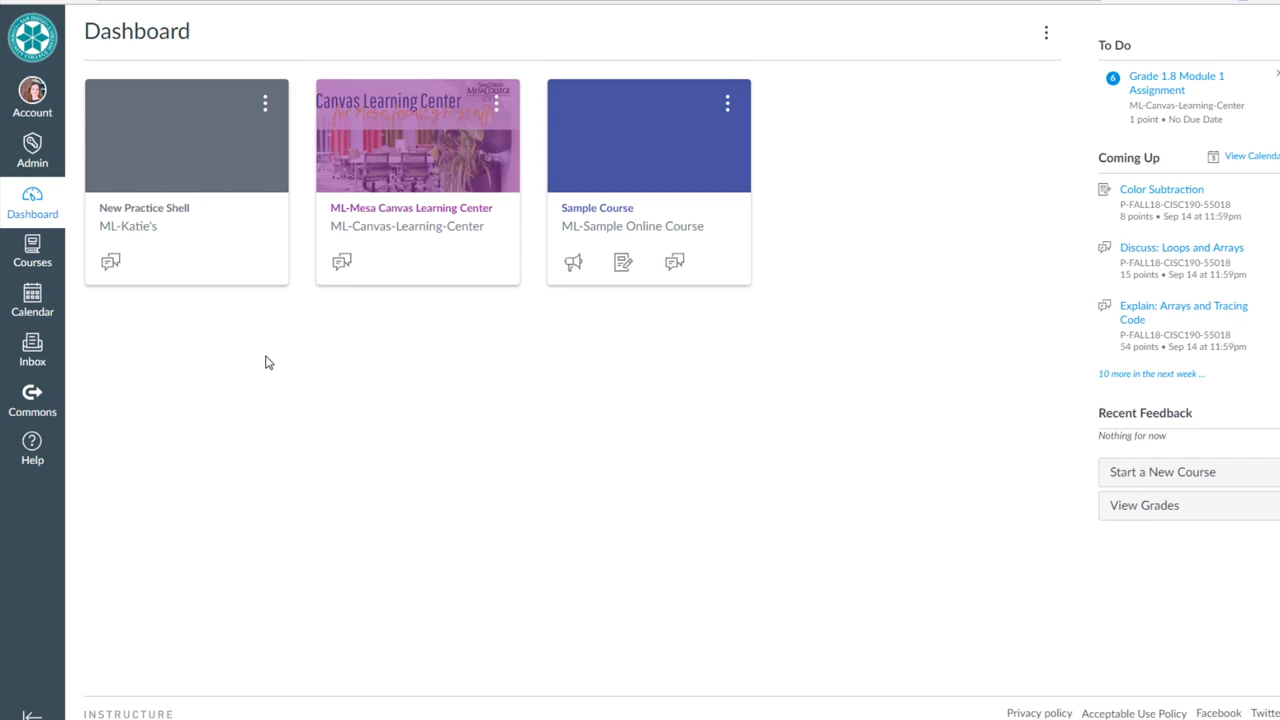 Dashboard
Account
Admin
Dashboard
Courses
Calendar
Inbox
Commons
Help
Canvas Learning Center
for Mesa
MESA COLLEGE
New Practice Shell
ML-Katie's
ML-Mesa Canvas Learning Center
ML-Canvas-Learning-Center
Sample Course
ML-Sample Online Course
To Do
6
Grade 1.8 Module 1
Assignment
ML-Canvas-Learning-Center
1 point • No Due Date
Coming Up
3
View Calenda
Color Subtraction
P-FALL18-CISC190-55018
8 points • Sep 14 at 11:59pm
Discuss: Loops and Arrays
P-FALL18-CISC190-55018
15 points • Sep 14 at 11:59pm
Explain: Arrays and Tracing
Code
P-FALL18-CISC190-55018
54 points • Sep 14 at 11:59pm
10 more in the next week ...
Recent Feedback
Nothing for now
Start a New Course
View Grades
INSTRUCTURE
Privacy policy Acceptable Use Policy Facebook Twitte